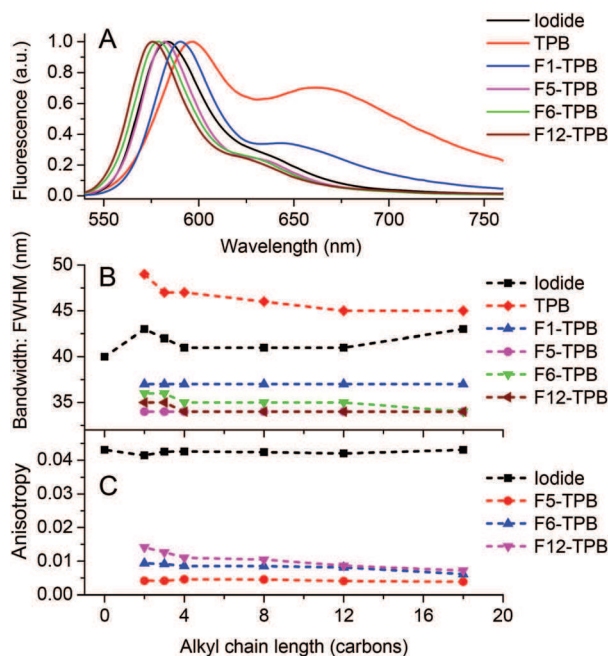 A
Fluorescence (a.u.)
1.0
0.8
0.6
0.4
0.2
0.0
550 600 650 700 750
Wavelength (nm)
Iodide
TPB
F1-TPB
F5-TPB
F6-TPB
F12-TPB
B
Bandwidth: FWHM (nm)
50
45
40
35
Iodide
TPB
F1-TPB
F5-TPB
F6-TPB
F12-TPB
C
Anisotropy
0.04
0.03
0.02
0.01
0.00
0 4 8 12 16 20
Alkyl chain length (carbons)
Iodide
F5-TPB
F6-TPB
F12-TPB